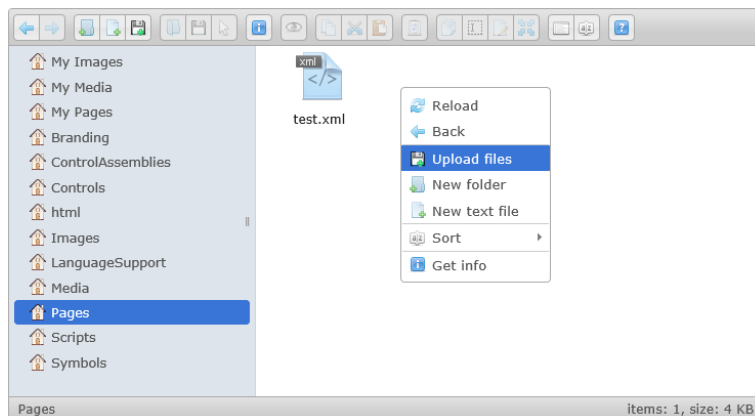 My Images
My Media
My Pages
Branding
ControlAssemblies
Controls
html
Images
LanguageSupport
Media
Pages
Scripts
Symbols
xml
</>
test.xml
Reload
Back
Upload files
New folder
New text file
Sort
Get info
Pages
items: 1, size: 4 KB